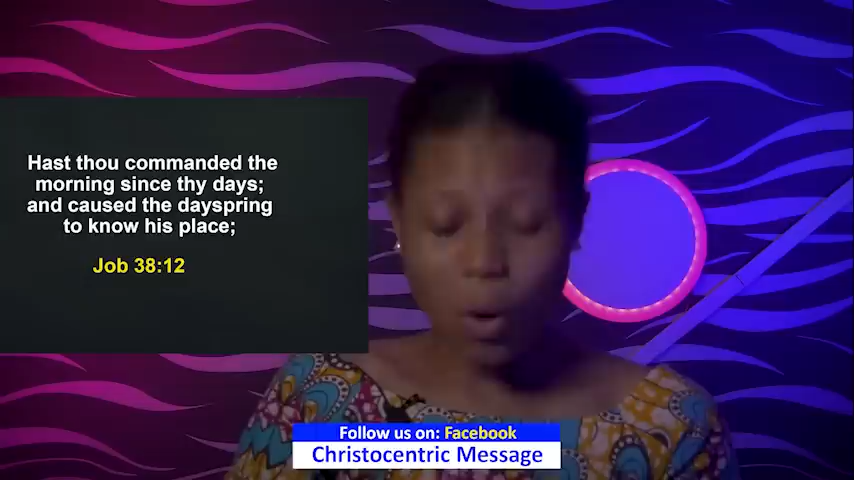 Hast thou commanded the
morning since thy days;
and caused the dayspring
to know his place;
Job 38:12
Follow us on: Facebook
Christocentric Message